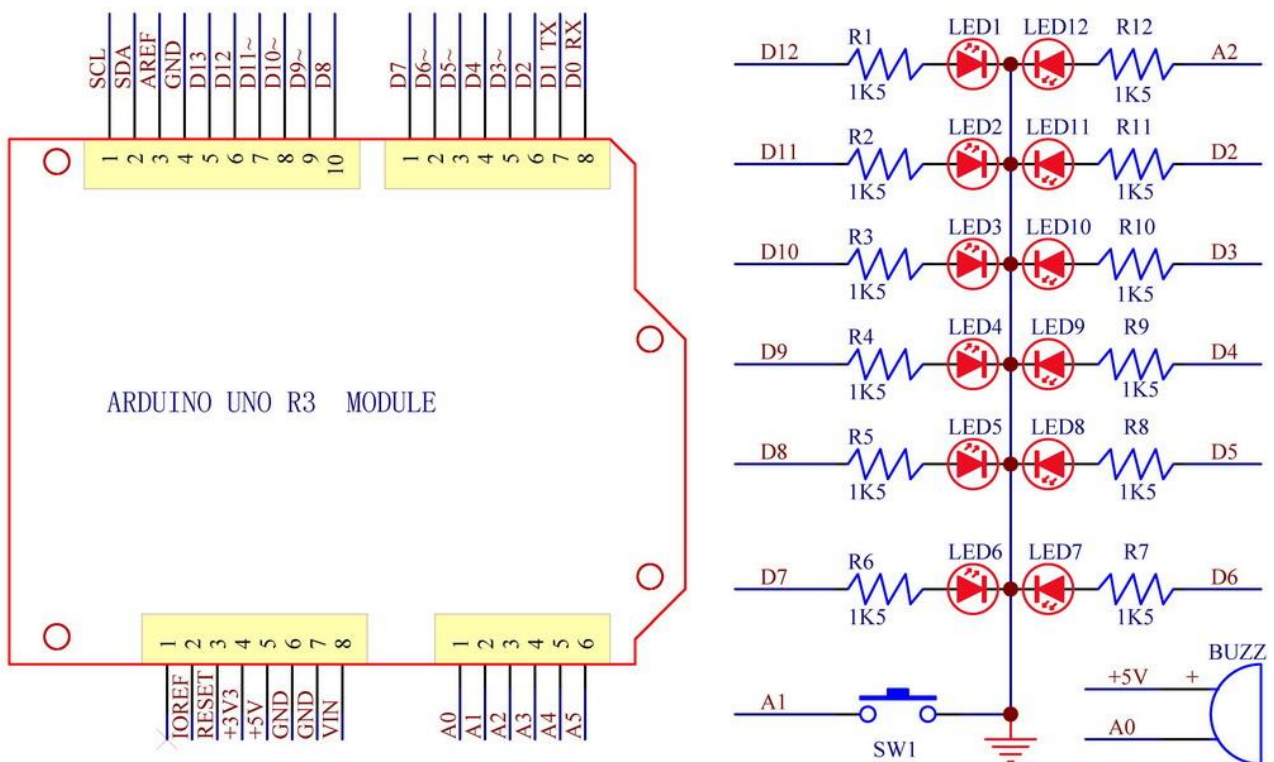 SCL
SDA
AREF
GND
D13
D12
D11~
D10~
D9~
D8
D7
D6~
D5~
D4
D3~
D2
D1 TX
D0 RX
1 2 3 4 5 6 7 8 9 10
1 2 3 4 5 6 7 8
ARDUINO UNO R3 MODULE
1 2 3 4 5 6 7 8
1 2 3 4 5 6
IOREF
RESET
+3V3
+5V
GND
GND
VIN
A0
A1
A2
A3
A4
A5
LED1 LED12
D12 R1 R12 A2
1K5 1K5
LED2 LED11
D11 R2 R11 D2
1K5 1K5
LED3 LED10
D10 R3 R10 D3
1K5 1K5
LED4 LED9
D9 R4 R9 D4
1K5 1K5
LED5 LED8
D8 R5 R8 D5
1K5 1K5
LED6 LED7
D7 R6 R7 D6
1K5 1K5
A1
SW1
BUZZ
+5V +
A0